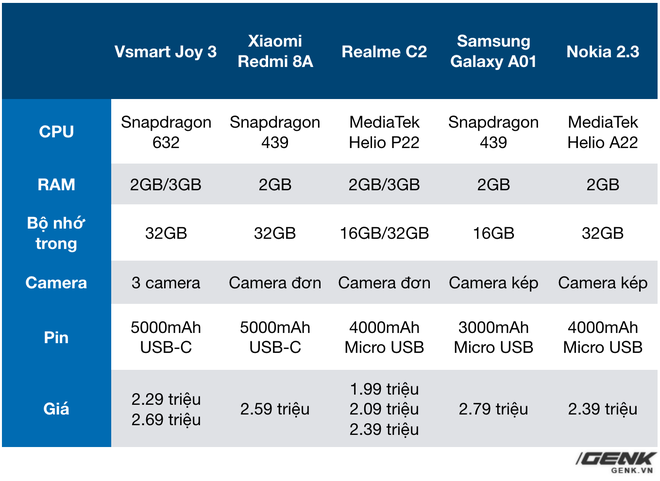 Vsmart Joy 3
Xiaomi
Redmi 8A
Realme C2
Samsung
Galaxy A01
Nokia 2.3
CPU
Snapdragon
632
Snapdragon
439
MediaTek
Helio P22
Snapdragon
439
MediaTek
Helio A22
RAM
2GB/3GB
2GB
2GB/3GB
2GB
2GB
Bộ nhớ
trong
32GB
32GB
16GB/32GB
16GB
32GB
Camera
3 camera
Camera đơn
Camera đơn
Camera kép
Camera kép
Pin
5000mAh
USB-C
5000mAh
USB-C
4000mAh
Micro USB
3000mAh
Micro USB
4000mAh
Micro USB
Giá
2.29 triệu
2.69 triệu
2.59 triệu
1.99 triệu
2.09 triệu
2.39 triệu
2.79 triệu
2.39 triệu
GENK
GENK.VN